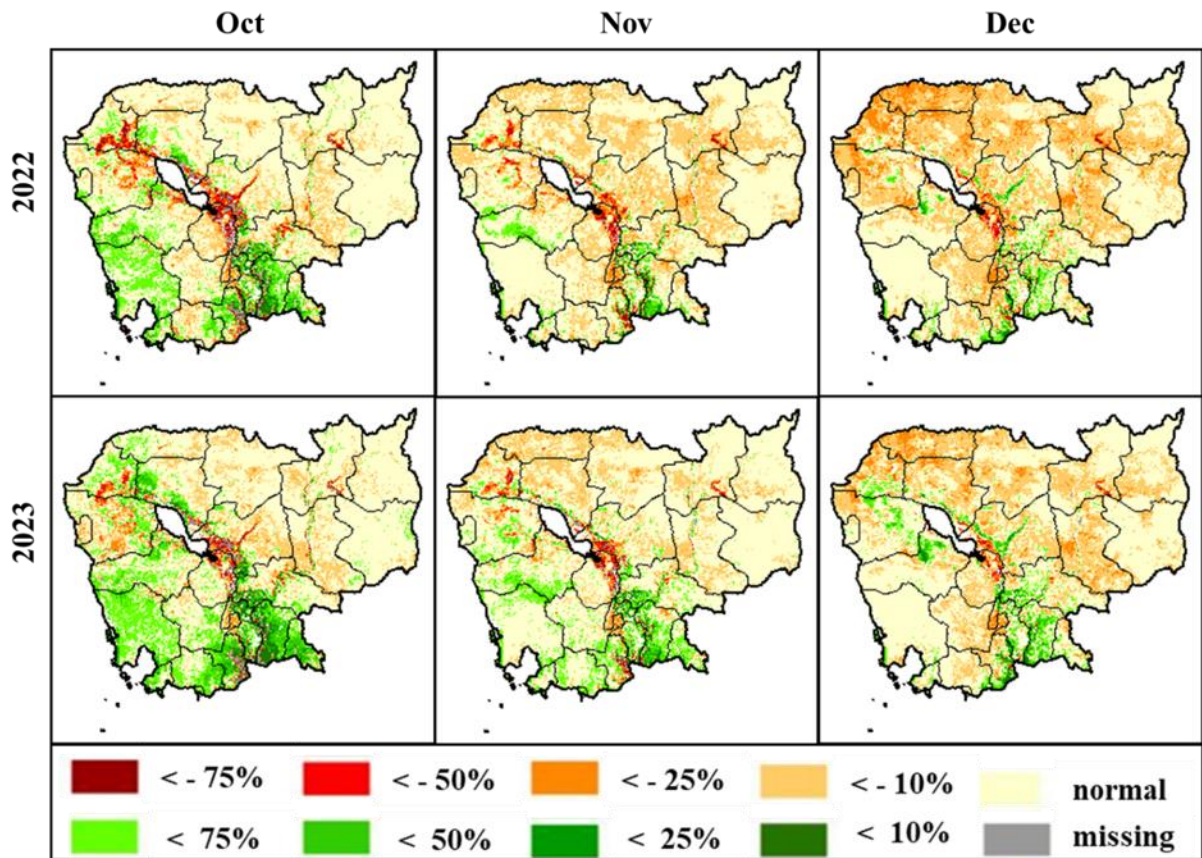 Oct Nov Dec
2022
2023
< - 75% < - 50% < - 25% < - 10% normal
< 75% < 50% < 25% < 10% missing